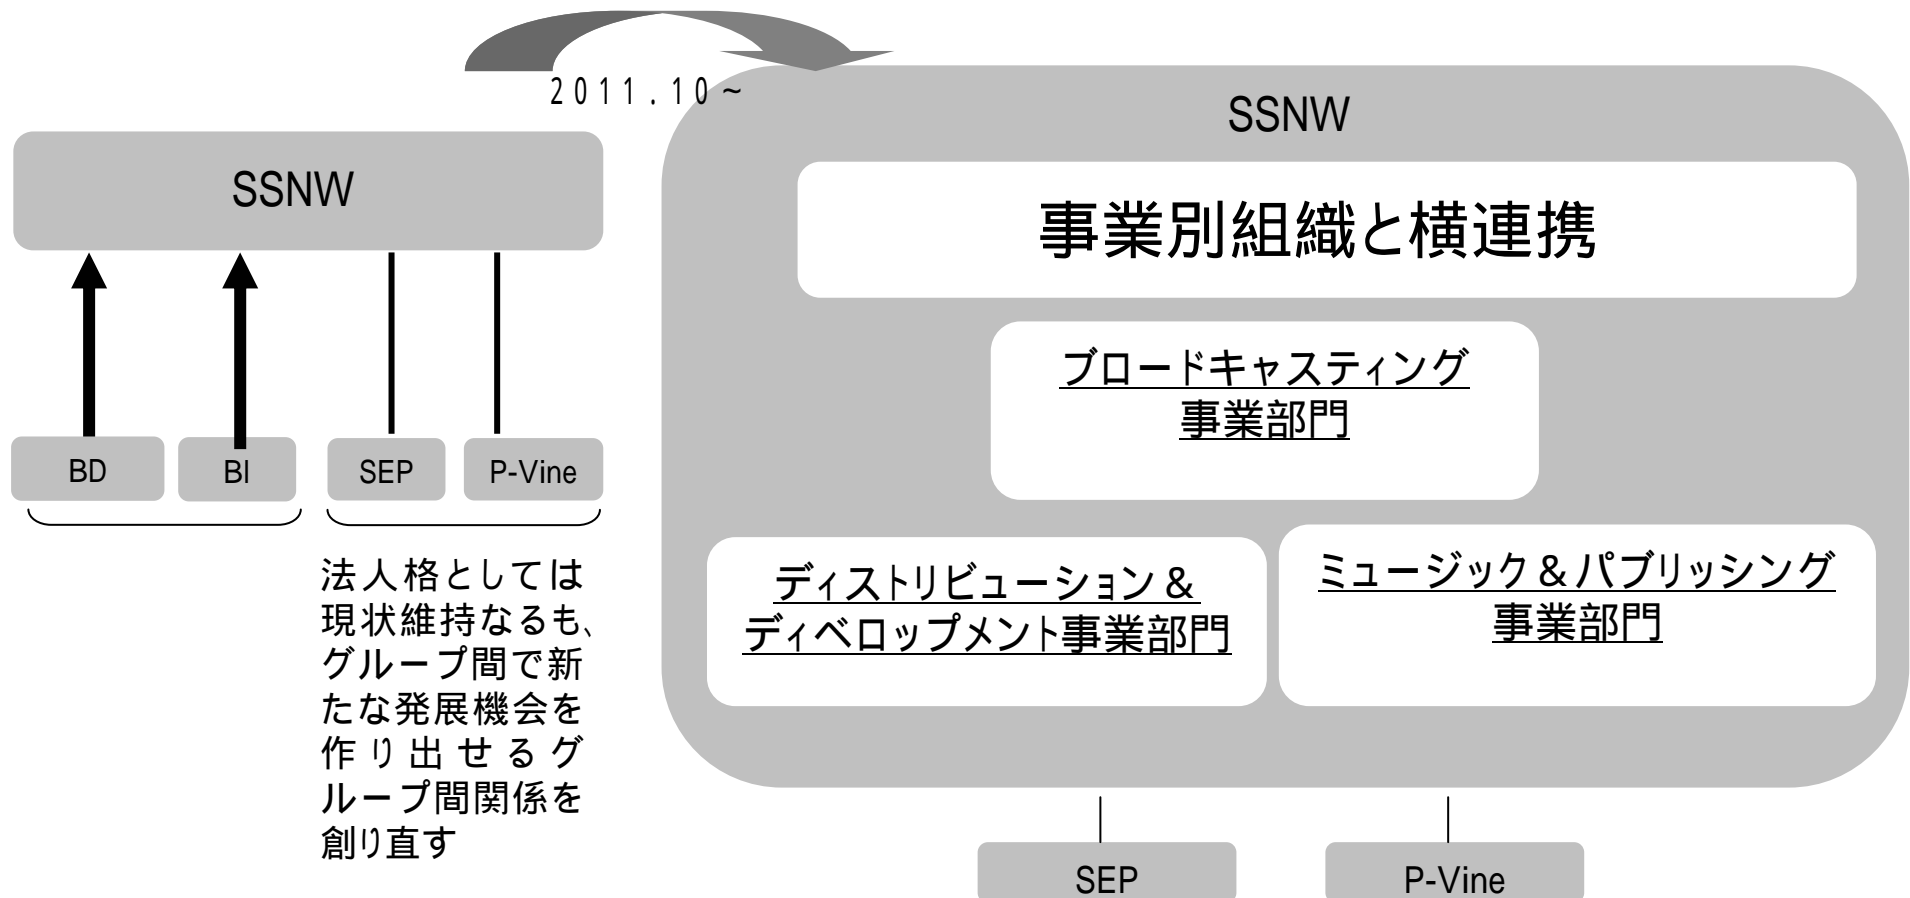 2011.10~
SSNW
BD
BI
SEP
P-Vine
法人格としては
現状維持なるも、
グループ間で新
たな発展機会を
作り出せるグ
ループ間関係を
創り直す
SSNW
事業別組織と横連携
ブロードキャスティング
事業部門
ディストリビューション&
ディベロップメント事業部門
ミュージック&パブリッシング
事業部門
SEP
P-Vine